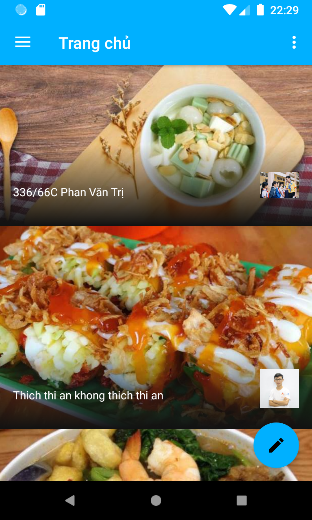 22:29
Trang chủ
336/66C Phan Văn Trị
Thich thi an khong thich thi an